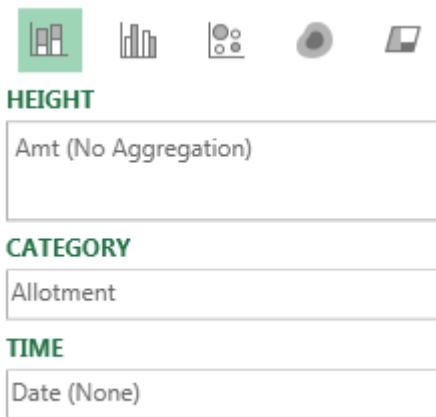 HEIGHT
Amt (No Aggregation)
CATEGORY
Allotment
TIME
Date (None)